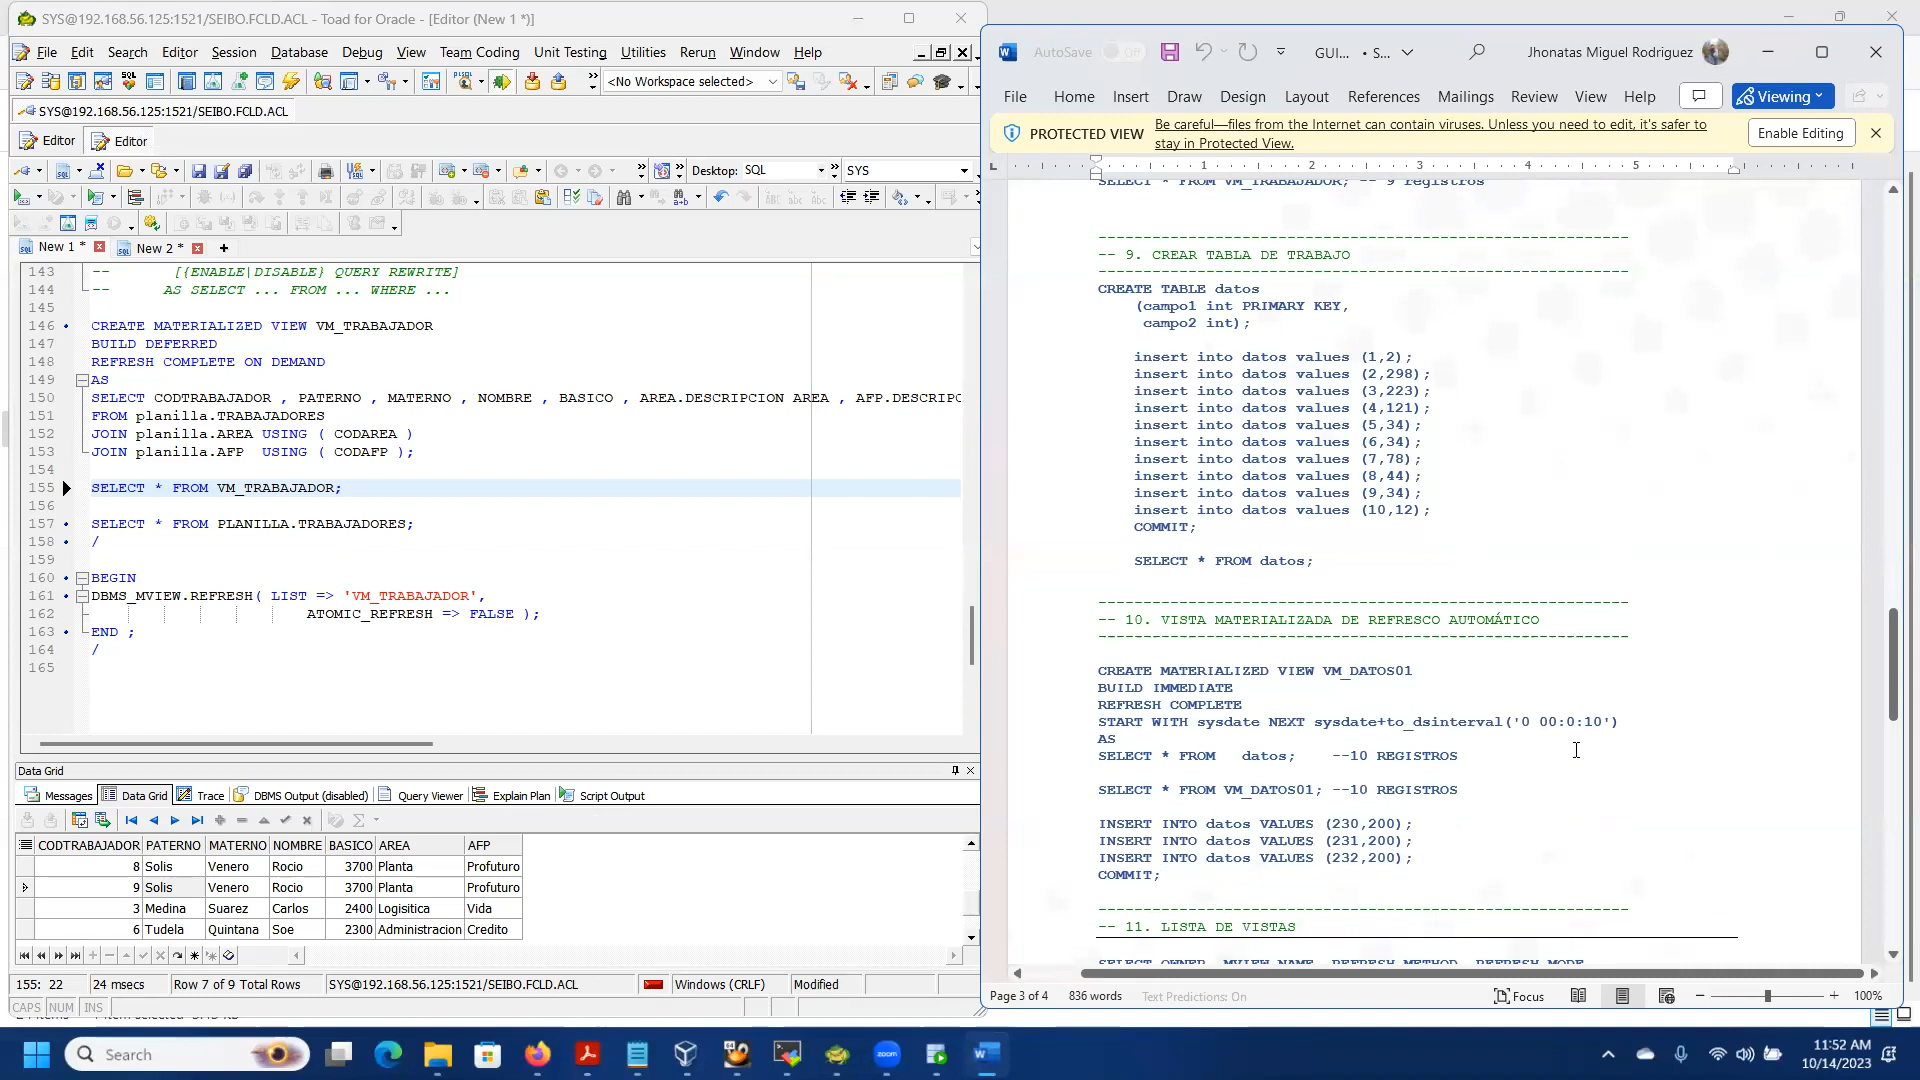 SYS@192.168.56.125:1521/SEIBO.FCLD.ACL - Toad for Oracle - [Editor (New 1 *)]
File Edit Search Editor Session Database Debug View Team Coding Unit Testing Utilities Rerun Window Help
<No Workspace selected>
SYS@192.168.56.125:1521/SEIBO.FCLD.ACL
Editor Editor
Desktop: SQL SYS
New 1 * New 2 *
143 -- [{ENABLE|DISABLE} QUERY REWRITE]
144 -- AS SELECT ... FROM ... WHERE ...
145
146 CREATE MATERIALIZED VIEW VM_TRABAJADOR
147 BUILD DEFERRED
148 REFRESH COMPLETE ON DEMAND
149 AS
150 SELECT CODTRABAJADOR , PATERNO , MATERNO , NOMBRE , BASICO , AREA.DESCRIPCION AREA , AFP.DESCRIPC
151 FROM planilla.TRABAJADORES
152 JOIN planilla.AREA USING ( CODAREA )
153 JOIN planilla.AFP USING ( CODAFP );
154
155 SELECT * FROM VM_TRABAJADOR;
156
157 SELECT * FROM PLANILLA.TRABAJADORES;
158 /
159
160 BEGIN
161 DBMS_MVIEW.REFRESH( LIST => 'VM_TRABAJADOR',
162 ATOMIC_REFRESH => FALSE );
163 END ;
164 /
165
Data Grid
Messages Data Grid Trace DBMS Output (disabled) Query Viewer Explain Plan Script Output
CODTRABAJADOR PATERNO MATERNO NOMBRE BASICO AREA AFP
8 Solis Venero Rocio 3700 Planta Profuturo
9 Solis Venero Rocio 3700 Planta Profuturo
3 Medina Suarez Carlos 2400 Logisitica Vida
6 Tudela Quintana Soe 2300 Administracion Credito
155: 22 24 msecs Row 7 of 9 Total Rows SYS@192.168.56.125:1521/SEIBO.FCLD.ACL Windows (CRLF) Modified
CAPS NUM INS
AutoSave Off GUI... • S... Jhonatas Miguel Rodriguez
File Home Insert Draw Design Layout References Mailings Review View Help Viewing
PROTECTED VIEW Be careful—files from the Internet can contain viruses. Unless you need to edit, it's safer to
stay in Protected View. Enable Editing
1 2 3 4 5
SELECT * FROM VM_TRABAJADOR; -- 9 registros
---------------------------------------------------
-- 9. CREAR TABLA DE TRABAJO
---------------------------------------------------
CREATE TABLE datos
(campo1 int PRIMARY KEY,
campo2 int);
insert into datos values (1,2);
insert into datos values (2,298);
insert into datos values (3,223);
insert into datos values (4,121);
insert into datos values (5,34);
insert into datos values (6,34);
insert into datos values (7,78);
insert into datos values (8,44);
insert into datos values (9,34);
insert into datos values (10,12);
COMMIT;
SELECT * FROM datos;
---------------------------------------------------
-- 10. VISTA MATERIALIZADA DE REFRESCO AUTOMÁTICO
---------------------------------------------------
CREATE MATERIALIZED VIEW VM_DATOS01
BUILD IMMEDIATE
REFRESH COMPLETE
START WITH sysdate NEXT sysdate+to_dsinterval('0 00:0:10')
AS
SELECT * FROM datos; --10 REGISTROS
SELECT * FROM VM_DATOS01; --10 REGISTROS
INSERT INTO datos VALUES (230,200);
INSERT INTO datos VALUES (231,200);
INSERT INTO datos VALUES (232,200);
COMMIT;
---------------------------------------------------
-- 11. LISTA DE VISTAS
SELECT OWNER, MVIEW_NAME, REFRESH_METHOD, REFRESH_MODE
Page 3 of 4 836 words Text Predictions: On Focus 100%
Search zoom 11:52 AM
10/14/2023